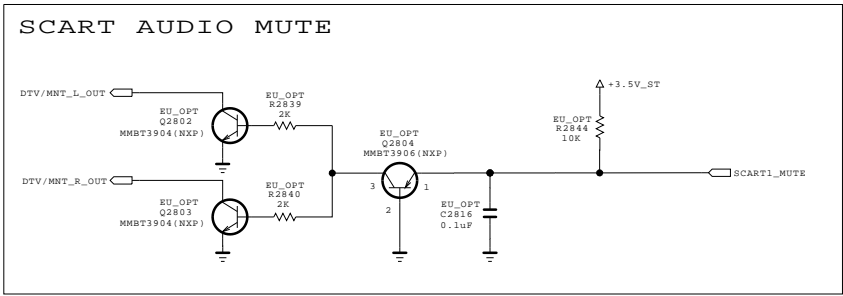 SCART AUDIO MUTE
DTV/MNT_L_OUT
EU_OPT
Q2802
MMBT3904(NXP)
EU_OPT
R2839
2K
DTV/MNT_R_OUT
EU_OPT
Q2803
MMBT3904(NXP)
EU_OPT
R2840
2K
EU_OPT
Q2804
MMBT3906(NXP)
3
1
2
EU_OPT
C2816
0.1uF
+3.5V_ST
EU_OPT
R2844
10K
SCART1_MUTE